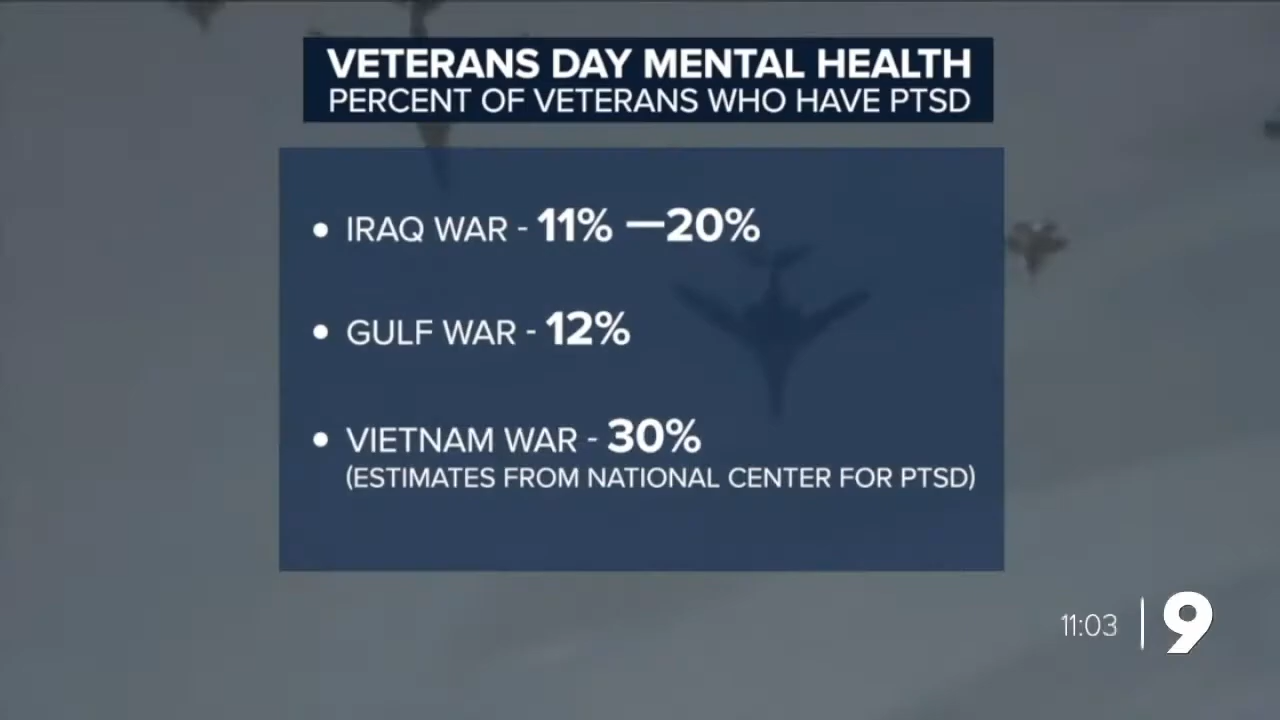 VETERANS DAY MENTAL HEALTH
PERCENT OF VETERANS WHO HAVE PTSD
• IRAQ WAR - 11% —20%
• GULF WAR - 12%
• VIETNAM WAR - 30%
(ESTIMATES FROM NATIONAL CENTER FOR PTSD)
11:03 | 9